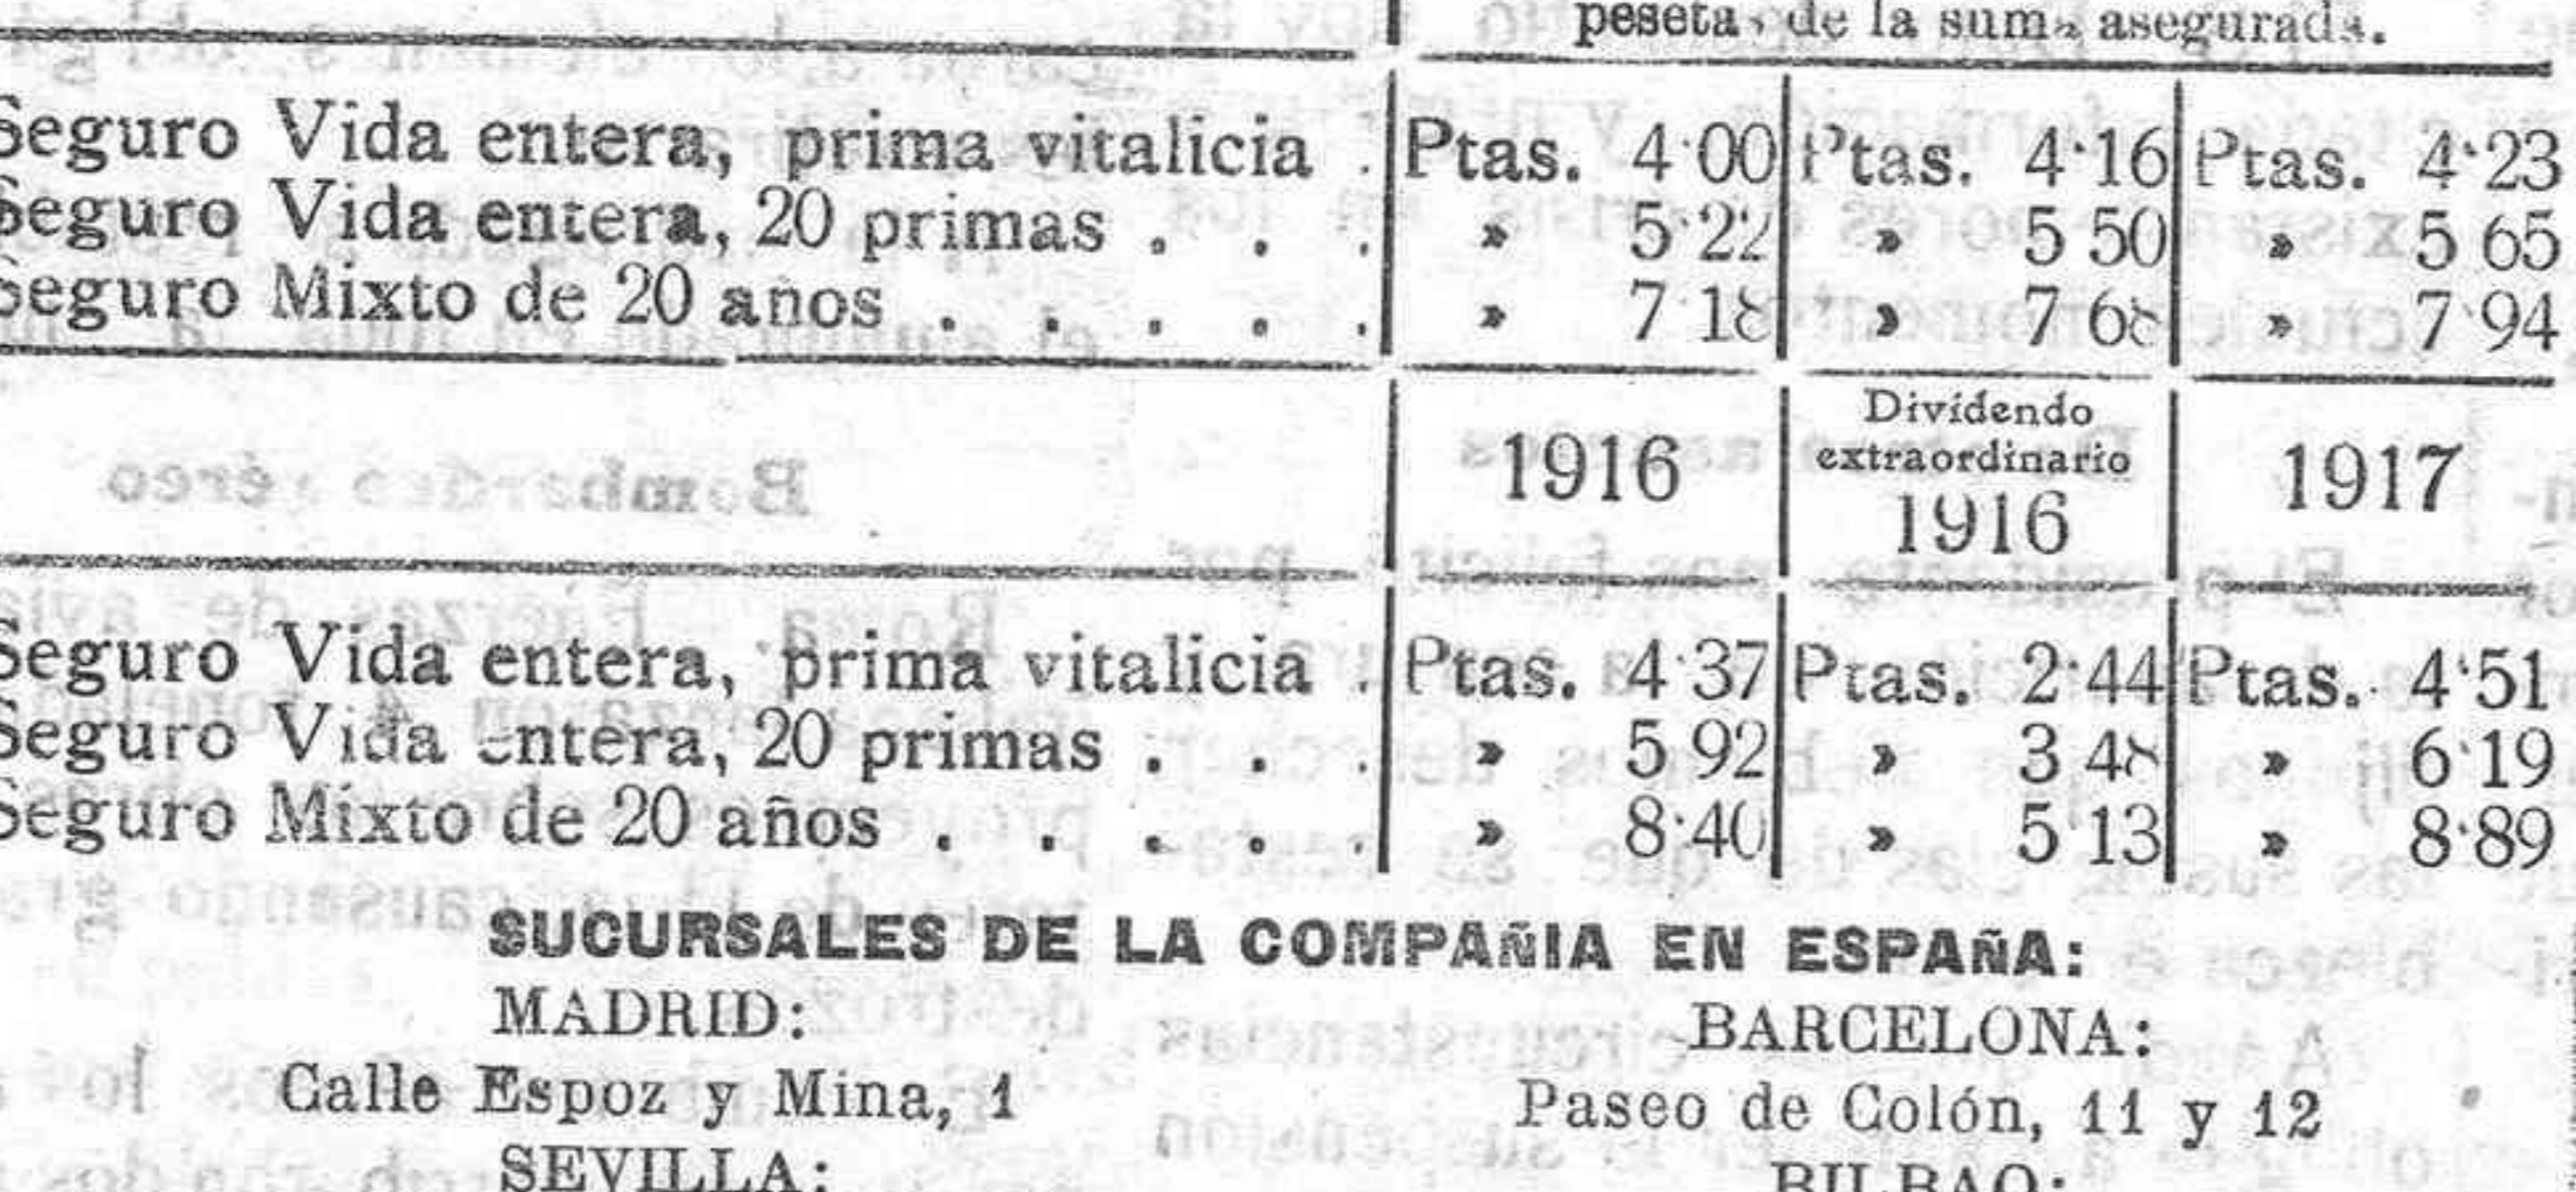 peseta, de la suma asegurada.
Seguro Vida entera, prima vitalicia . Ptas. 4'00 Ptas. 4'16 Ptas. 4'23
Seguro Vida entera, 20 primas . . . » 5'22 » 5 50 » 5 65
Seguro Mixto de 20 años . . . . . » 7'18 » 7 68 » 7'94
1916 Dividendo extraordinario 1916 1917
Seguro Vida entera, prima vitalicia . Ptas. 4'37 Ptas. 2'44 Ptas. 4'51
Seguro Vida entera, 20 primas . . . » 5 92 » 3 48 » 6'19
Seguro Mixto de 20 años . . . . . » 8'40 » 5'13 » 8'89
SUCURSALES DE LA COMPAÑIA EN ESPAÑA:
MADRID: BARCELONA:
Calle Espoz y Mina, 1 Paseo de Colón, 11 y 12
SEVILLA: BILBAO: